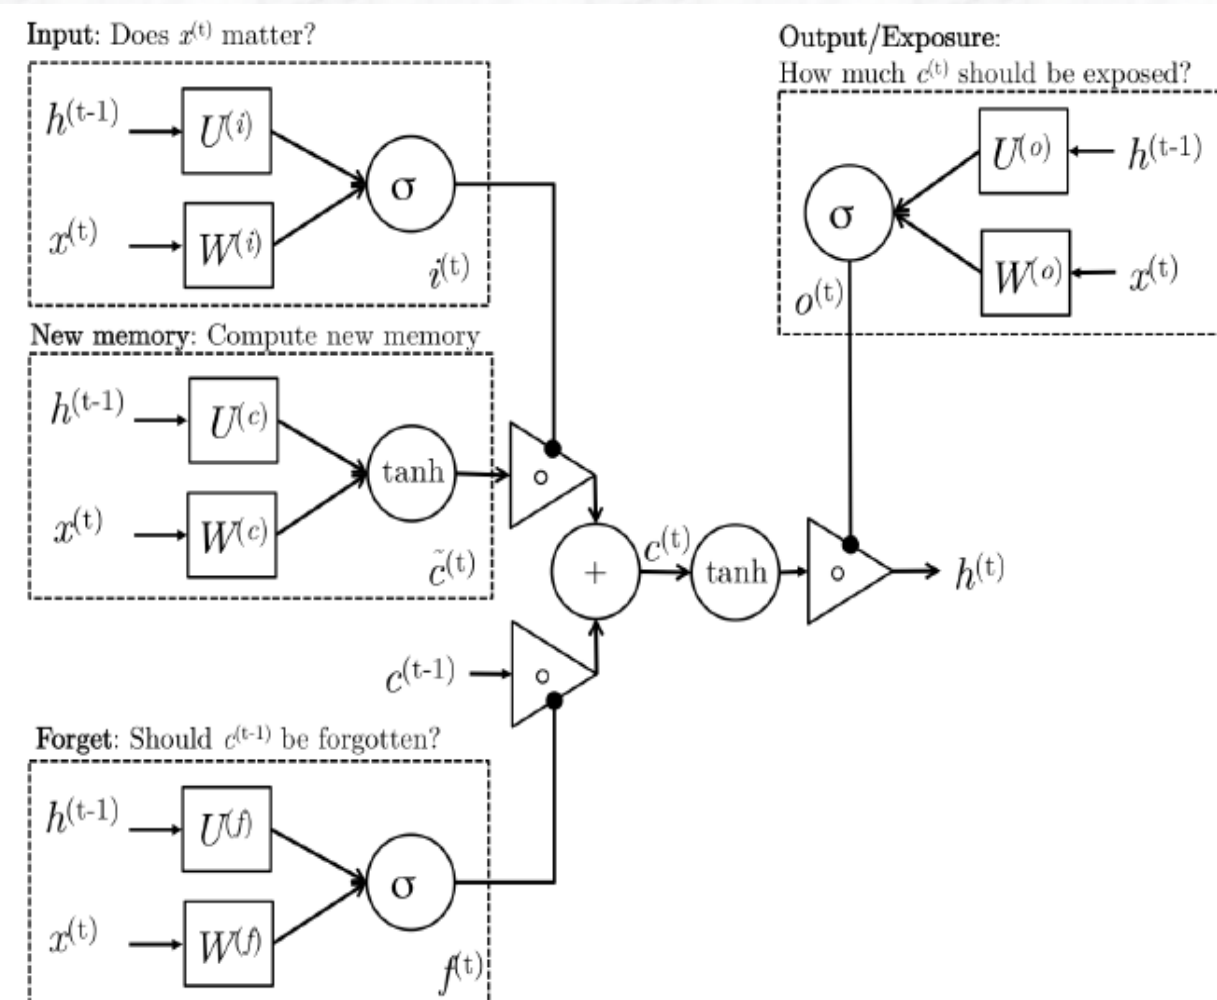 Input: Does x^(t) matter?
h^(t-1)
U^(i)
σ
x^(t)
W^(i)
i^(t)
New memory: Compute new memory
h^(t-1)
U^(c)
tanh
x^(t)
W^(c)
c̃^(t)
∘
+
c^(t)
tanh
∘
h^(t)
c^(t-1)
∘
Forget: Should c^(t-1) be forgotten?
h^(t-1)
U^(f)
σ
x^(t)
W^(f)
f^(t)
Output/Exposure:
How much c^(t) should be exposed?
U^(o)
h^(t-1)
σ
W^(o)
x^(t)
o^(t)